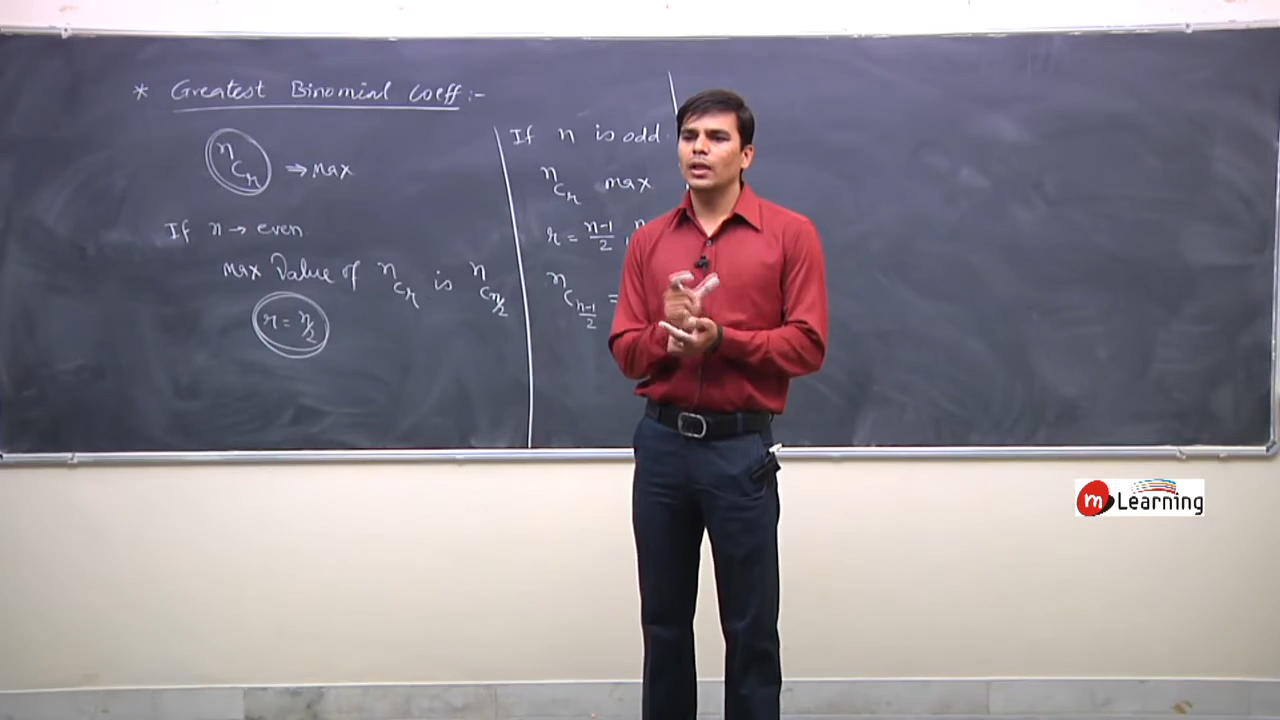 * Greatest Binomial Coeff :-
nCr ⇒ Max
If n → even
Max Value of nCr is nCn/2
r = n/2
If n is odd.
nCr max
r = n-1/2 , n
nCn-1/2 =
m Learning